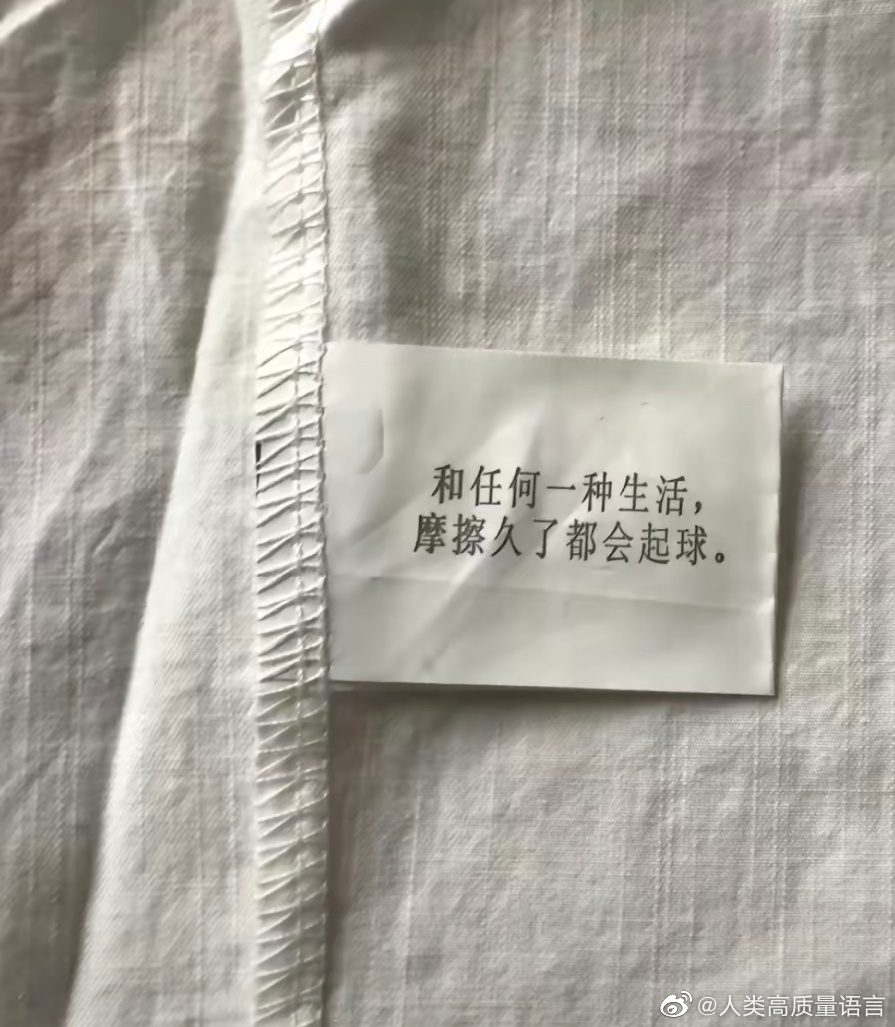 和任何一种生活，
摩擦久了都会起球。
@人类高质量语言